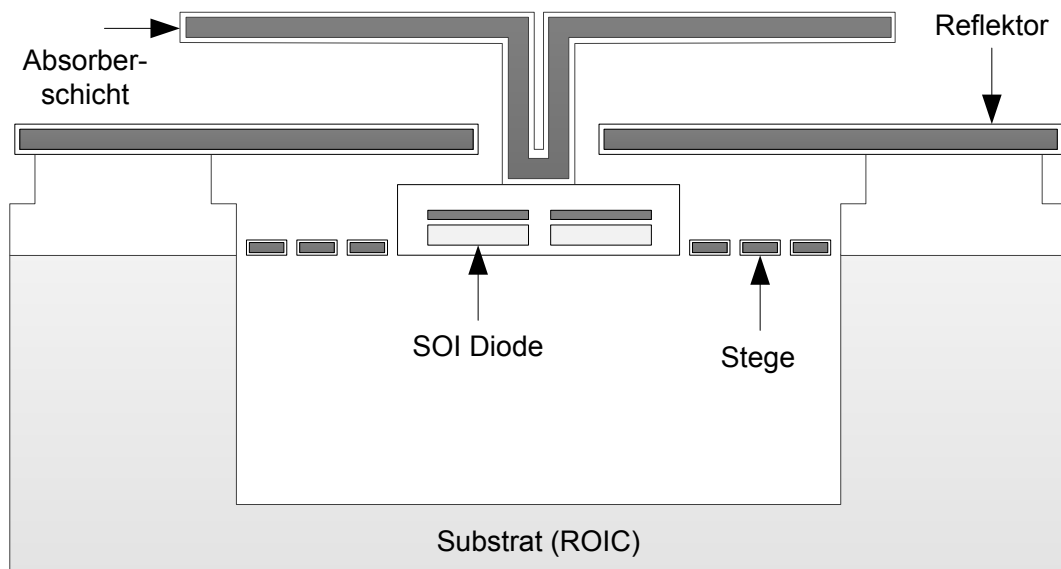 Reflektor
Absorber-
schicht
SOI Diode
Stege
Substrat (ROIC)